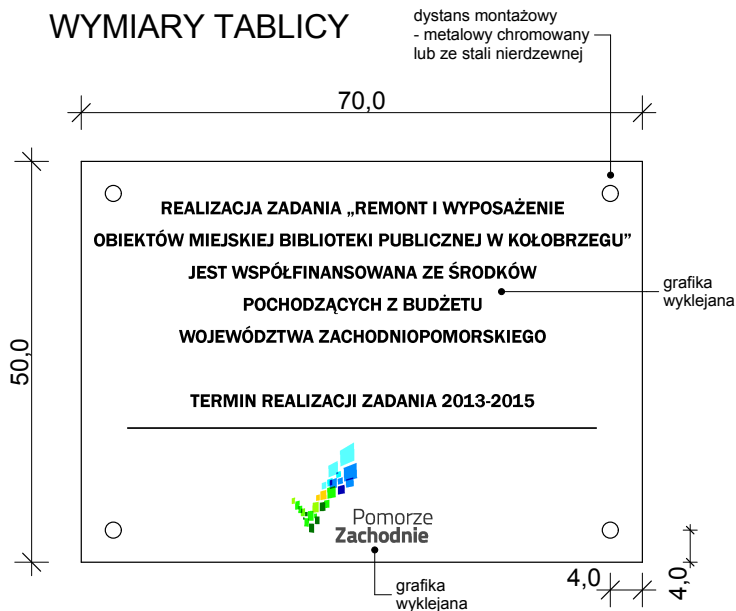 WYMIARY TABLICY
dystans montażowy
- metalowy chromowany
lub ze stali nierdzewnej
70,0
REALIZACJA ZADANIA „REMONT I WYPOSAŻENIE
OBIEKTÓW MIEJSKIEJ BIBLIOTEKI PUBLICZNEJ W KOŁOBRZEGU”
JEST WSPÓŁFINANSOWANA ZE ŚRODKÓW
POCHODZĄCYCH Z BUDŻETU
WOJEWÓDZTWA ZACHODNIOPOMORSKIEGO
grafika
wyklejana
50,0
TERMIN REALIZACJI ZADANIA 2013-2015
Pomorze
Zachodnie
grafika
wyklejana
4,0
4,0